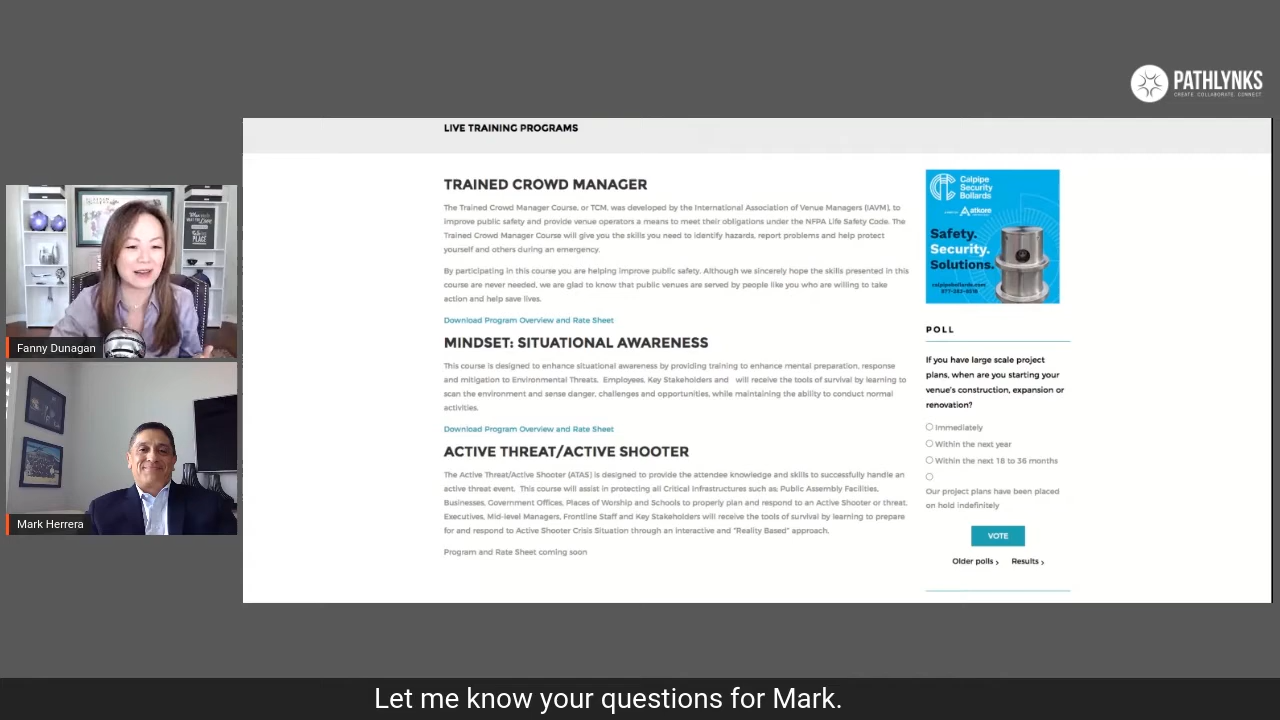 PATHLYNKS
CREATE. COLLABORATE. CONNECT.
LIVE TRAINING PROGRAMS
TRAINED CROWD MANAGER
The Trained Crowd Manager Course, or TCM, was developed by the International Association of Venue Managers (IAVM), to
improve public safety and provide venue operators a means to meet their obligations under the NFPA Life Safety Code. The
Trained Crowd Manager Course will give you the skills you need to identify hazards, report problems and help protect
yourself and others during an emergency.
By participating in this course you are helping improve public safety. Although we sincerely hope the skills presented in this
course are never needed, we are glad to know that public venues are served by people like you who are willing to take
action and help save lives.
Download Program Overview and Rate Sheet
MINDSET: SITUATIONAL AWARENESS
This course is designed to enhance situational awareness by providing training to enhance mental preparation, response
and mitigation to Environmental Threats. Employees, Key Stakeholders and will receive the tools of survival by learning to
scan the environment and sense danger, challenges and opportunities, while maintaining the ability to conduct normal
activities.
Download Program Overview and Rate Sheet
ACTIVE THREAT/ACTIVE SHOOTER
The Active Threat/Active Shooter (ATAS) is designed to provide the attendee knowledge and skills to successfully handle an
active threat event. This course will assist in protecting all Critical Infrastructures such as: Public Assembly Facilities,
Businesses, Government Offices, Places of Worship and Schools to properly plan and respond to an Active Shooter or threat.
Executives, Mid-level Managers, Frontline Staff and Key Stakeholders will receive the tools of survival by learning to prepare
for and respond to Active Shooter Crisis Situation through an interactive and "Reality Based" approach.
Program and Rate Sheet coming soon
Calpipe
Security
Bollards
Atkore
Safety.
Security.
Solutions.
calpipebollards.com
POLL
If you have large scale project
plans, when are you starting your
venue's construction, expansion or
renovation?
Immediately
Within the next year
Within the next 18 to 36 months
Our project plans have been placed
on hold indefinitely
VOTE
Older polls › Results ›
Fanny Dunagan
Mark Herrera
Let me know your questions for Mark.